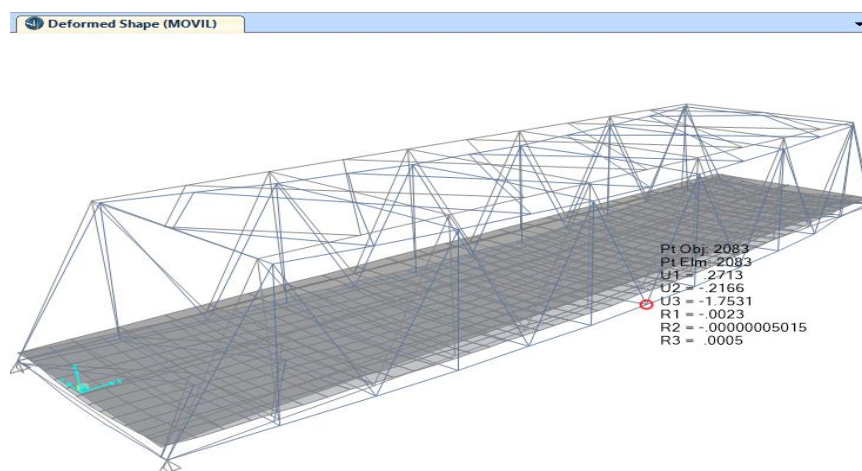 Deformed Shape (MOVIL)
Pt Obj: 2083
Pt Elm: 2083
U1 = .2713
U2 = -.2166
U3 = -1.7531
R1 = -.0023
R2 = -.00000005015
R3 = .0005